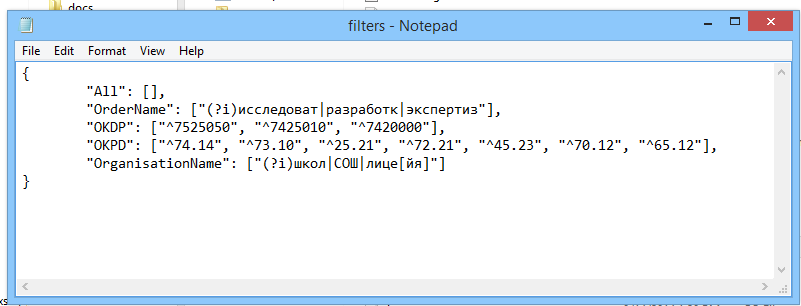 docs
filters - Notepad
File Edit Format View Help
{
"All": [],
"OrderName": ["(?i)исследоват|разработк|экспертиз"],
"OKDP": ["^7525050", "^7425010", "^7420000"],
"OKPD": ["^74.14", "^73.10", "^25.21", "^72.21", "^45.23", "^70.12", "^65.12"],
"OrganisationName": ["(?i)школ|СОШ|лице[йя]"]
}